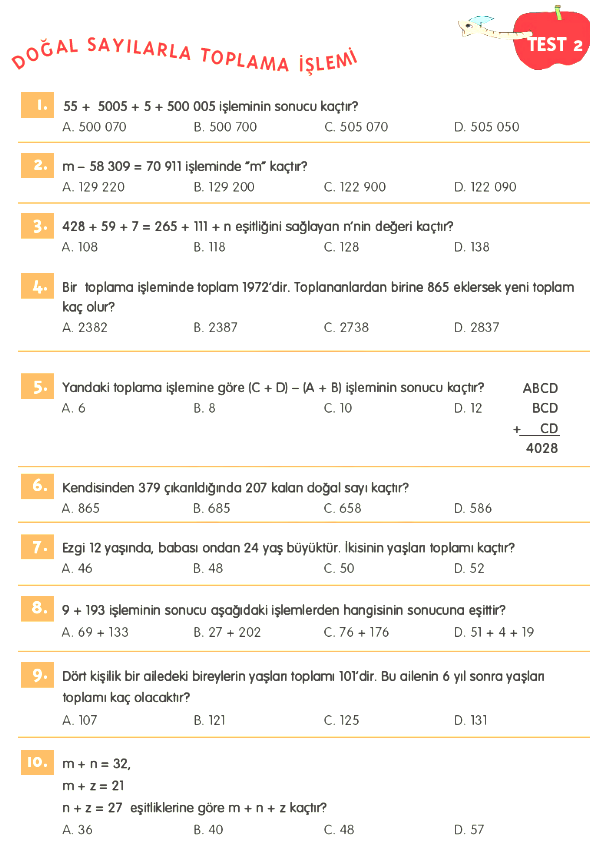 DOĞAL SAYILARLA TOPLAMA İŞLEMİ
TEST 2
1. 55 + 5005 + 5 + 500 005 işleminin sonucu kaçtır?
A. 500 070 B. 500 700 C. 505 070 D. 505 050
2. m – 58 309 = 70 911 işleminde "m" kaçtır?
A. 129 220 B. 129 200 C. 122 900 D. 122 090
3. 428 + 59 + 7 = 265 + 111 + n eşitliğini sağlayan n'nin değeri kaçtır?
A. 108 B. 118 C. 128 D. 138
4. Bir toplama işleminde toplam 1972'dir. Toplananlardan birine 865 eklersek yeni toplam
kaç olur?
A. 2382 B. 2387 C. 2738 D. 2837
5. Yandaki toplama işlemine göre (C + D) – (A + B) işleminin sonucu kaçtır?
A. 6 B. 8 C. 10 D. 12
ABCD
BCD
+ CD
4028
6. Kendisinden 379 çıkarıldığında 207 kalan doğal sayı kaçtır?
A. 865 B. 685 C. 658 D. 586
7. Ezgi 12 yaşında, babası ondan 24 yaş büyüktür. İkisinin yaşları toplamı kaçtır?
A. 46 B. 48 C. 50 D. 52
8. 9 + 193 işleminin sonucu aşağıdaki işlemlerden hangisinin sonucuna eşittir?
A. 69 + 133 B. 27 + 202 C. 76 + 176 D. 51 + 4 + 19
9. Dört kişilik bir ailedeki bireylerin yaşları toplamı 101'dir. Bu ailenin 6 yıl sonra yaşları
toplamı kaç olacaktır?
A. 107 B. 121 C. 125 D. 131
10. m + n = 32,
m + z = 21
n + z = 27 eşitliklerine göre m + n + z kaçtır?
A. 36 B. 40 C. 48 D. 57